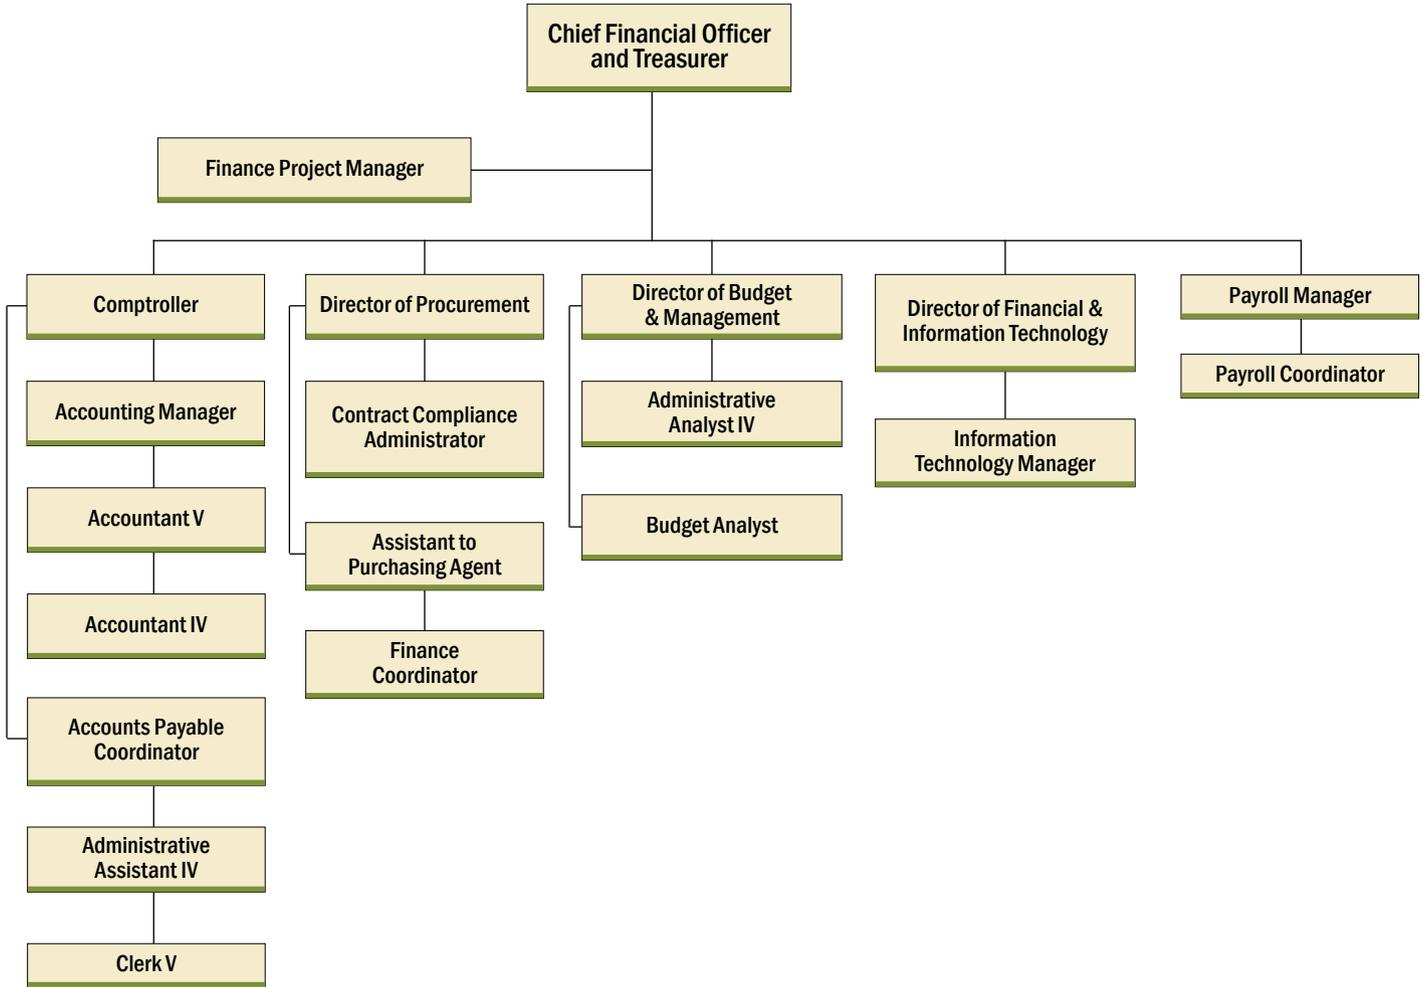 Chief Financial Officer
and Treasurer
Finance Project Manager
Comptroller
Accounting Manager
Accountant V
Accountant IV
Accounts Payable
Coordinator
Administrative
Assistant IV
Clerk V
Director of Procurement
Contract Compliance
Administrator
Assistant to
Purchasing Agent
Finance
Coordinator
Director of Budget
& Management
Administrative
Analyst IV
Budget Analyst
Director of Financial &
Information Technology
Information
Technology Manager
Payroll Manager
Payroll Coordinator